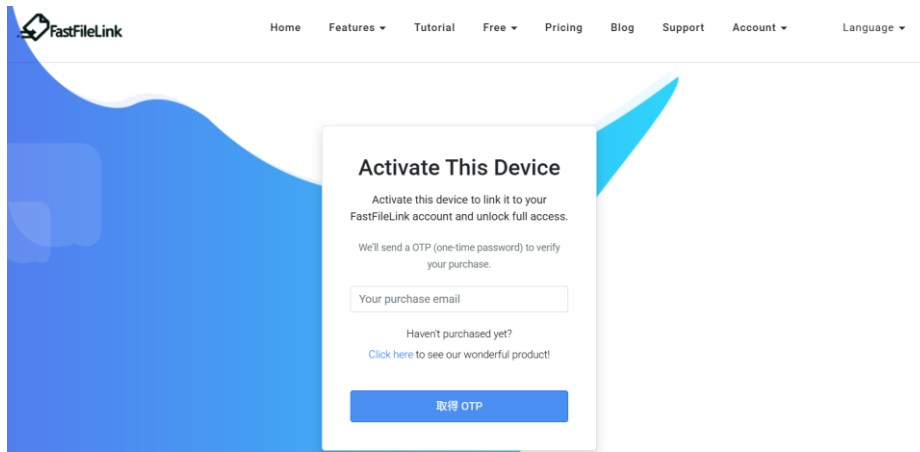 FastFileLink
Home Features Tutorial Free Pricing Blog Support Account Language
Activate This Device
Activate this device to link it to your
FastFileLink account and unlock full access.
We'll send a OTP (one-time password) to verify
your purchase.
Your purchase email
Haven't purchased yet?
Click here to see our wonderful product!
取得 OTP